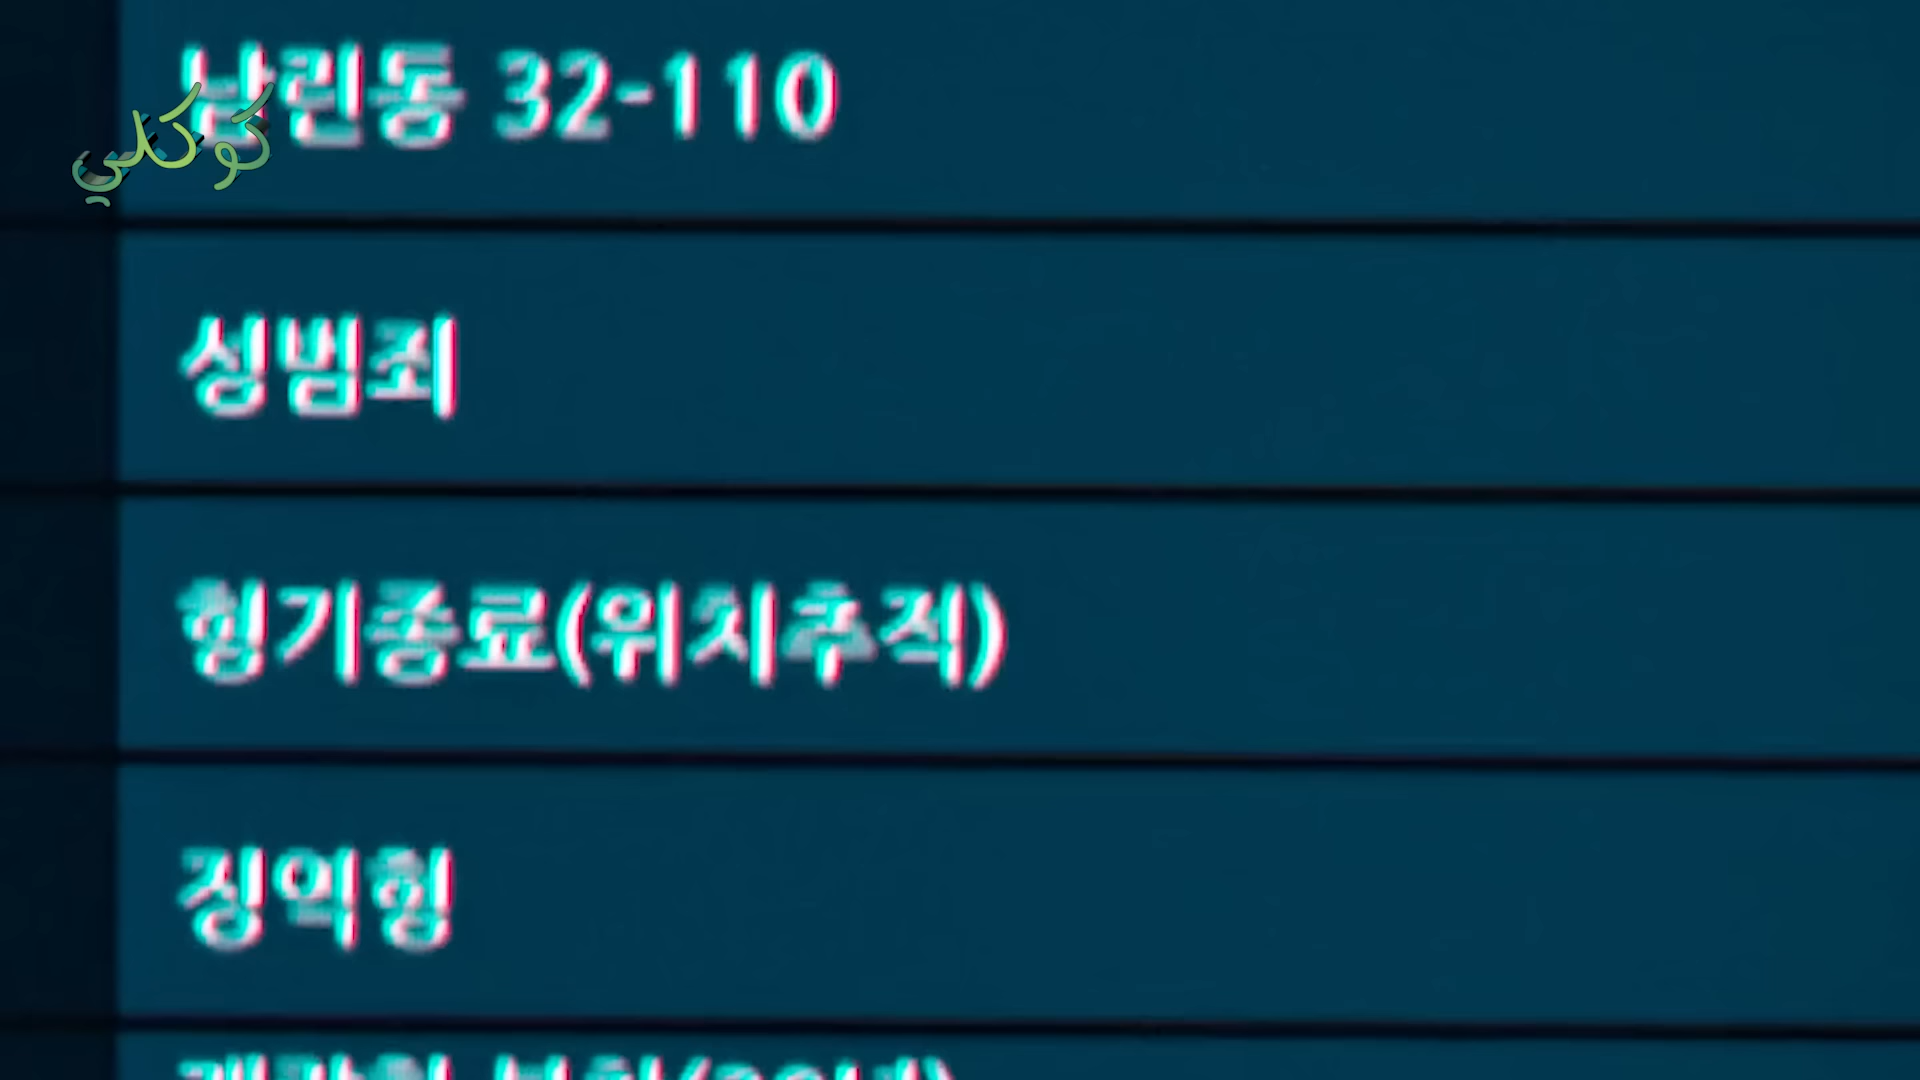 남린동 32-110
گوكلي
성범죄
형기종료(위치추적)
징역형